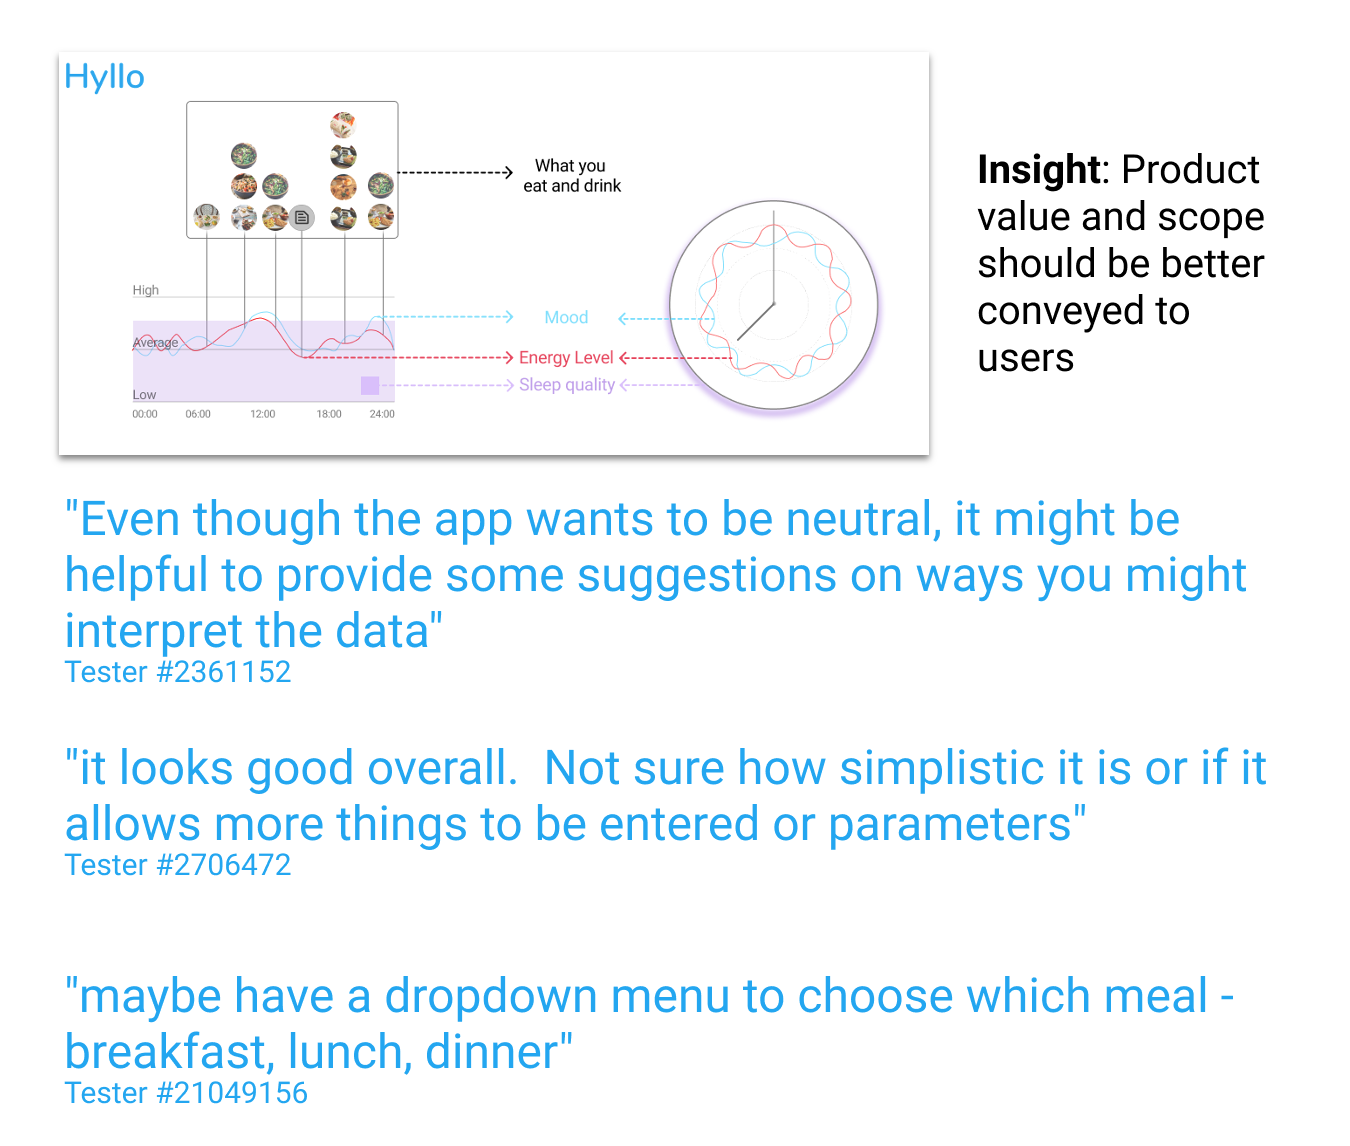 Hyllo
What you
eat and drink
High
Average
Low
00:00 06:00 12:00 18:00 24:00
Mood
Energy Level
Sleep quality
Insight: Product
value and scope
should be better
conveyed to
users
"Even though the app wants to be neutral, it might be
helpful to provide some suggestions on ways you might
interpret the data"
Tester #2361152
"it looks good overall.  Not sure how simplistic it is or if it
allows more things to be entered or parameters"
Tester #2706472
"maybe have a dropdown menu to choose which meal -
breakfast, lunch, dinner"
Tester #21049156